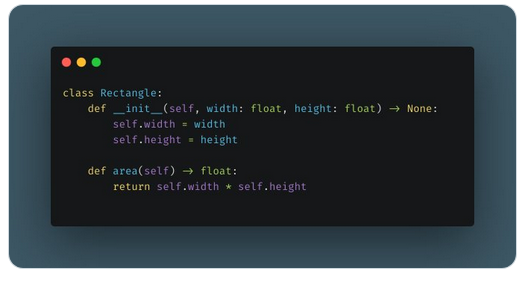 class Rectangle:
    def __init__(self, width: float, height: float) -> None:
        self.width = width
        self.height = height
    def area(self) -> float:
        return self.width * self.height